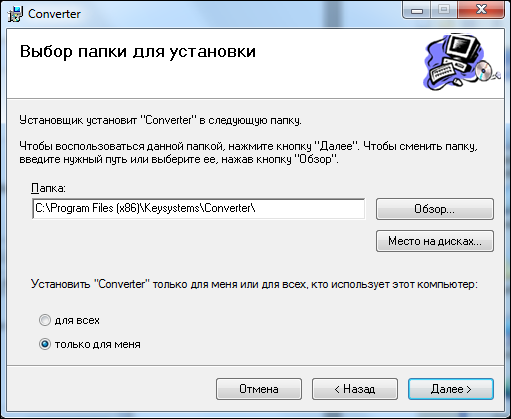 Converter
Выбор папки для установки
Установщик установит "Converter" в следующую папку.
Чтобы воспользоваться данной папкой, нажмите кнопку "Далее". Чтобы сменить папку,
введите нужный путь или выберите ее, нажав кнопку "Обзор".
Папка:
C:\Program Files (x86)\Keysystems\Converter\
Обзор...
Место на дисках...
Установить "Converter" только для меня или для всех, кто использует этот компьютер:
для всех
только для меня
Отмена
< Назад
Далее >